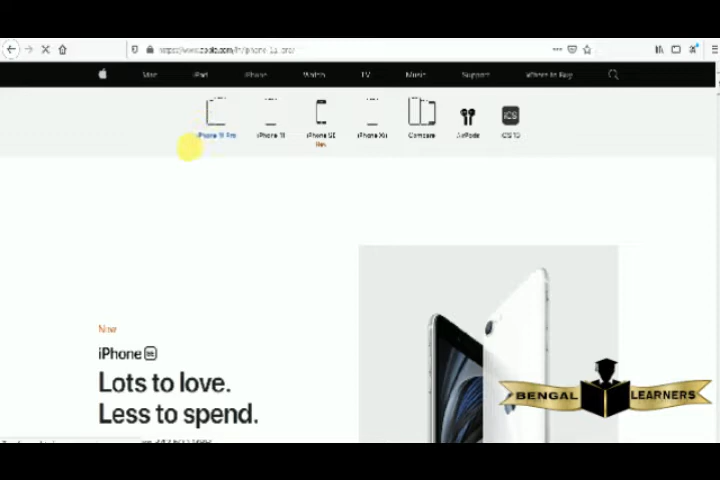 Mac iPad iPhone Watch TV Music Support Where to Buy
iPhone 11 Pro iPhone 11 iPhone SE iPhone XR Compare AirPods iOS 13
New
New
iPhone SE
Lots to love.
Less to spend.
BENGAL LEARNERS